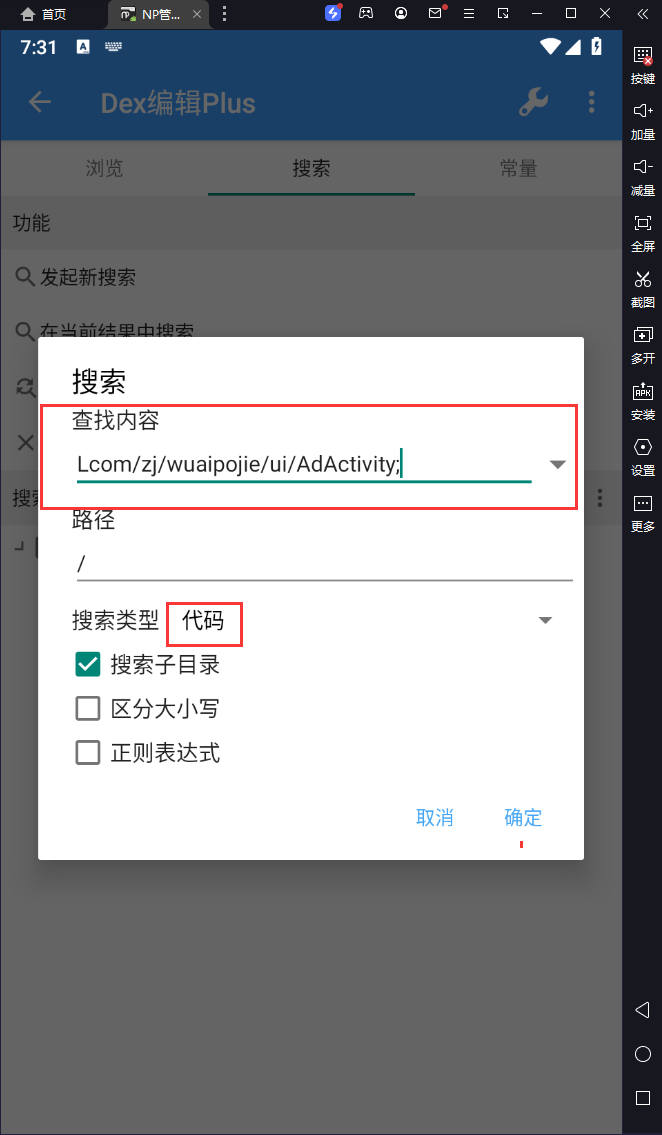 首页
NP管...
7:31
A
Dex编辑Plus
按键
加量
减量
全屏
截图
多开
安装
设置
更多
浏览
搜索
常量
功能
发起新搜索
在当前结果中搜索
搜索
查找内容
Lcom/zj/wuaipojie/ui/AdActivity;
路径
/
搜索类型 代码
搜索子目录
区分大小写
正则表达式
取消
确定